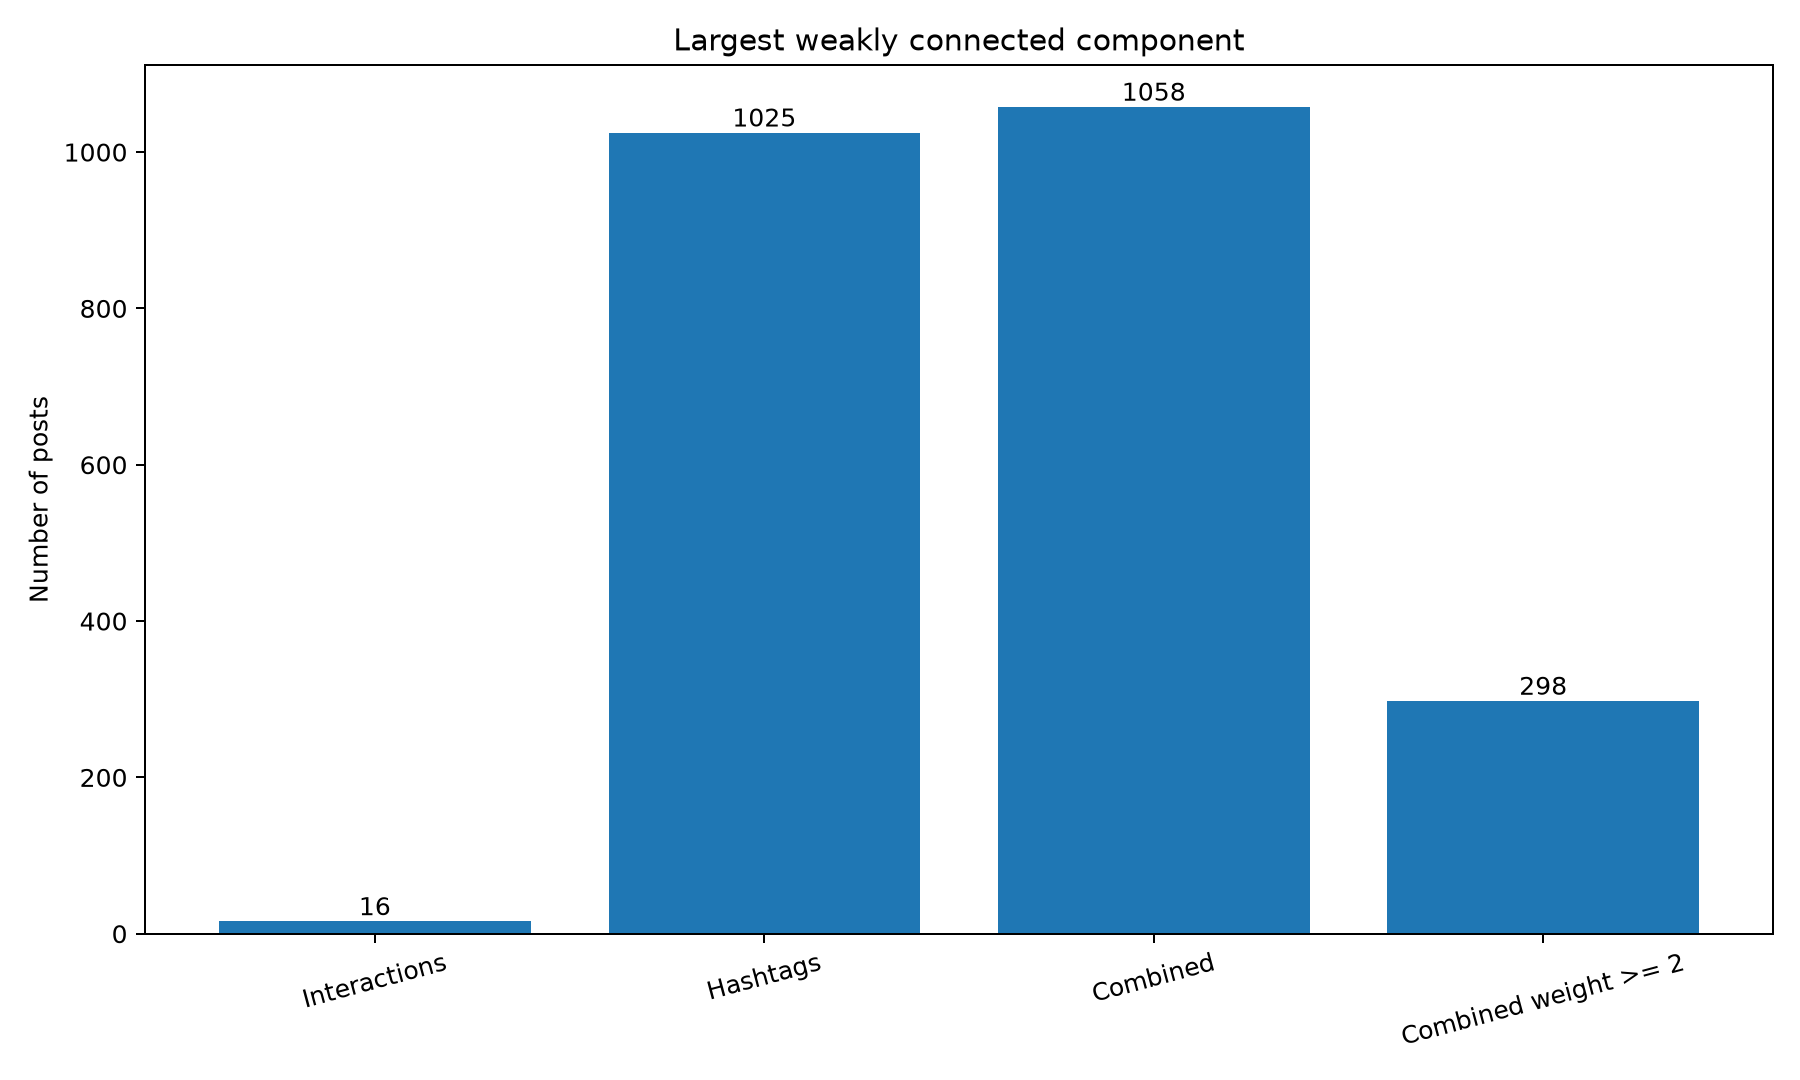 Largest weakly connected component
Number of posts
1000
800
600
400
200
0
16
1025
1058
298
Interactions
Hashtags
Combined
Combined weight >= 2